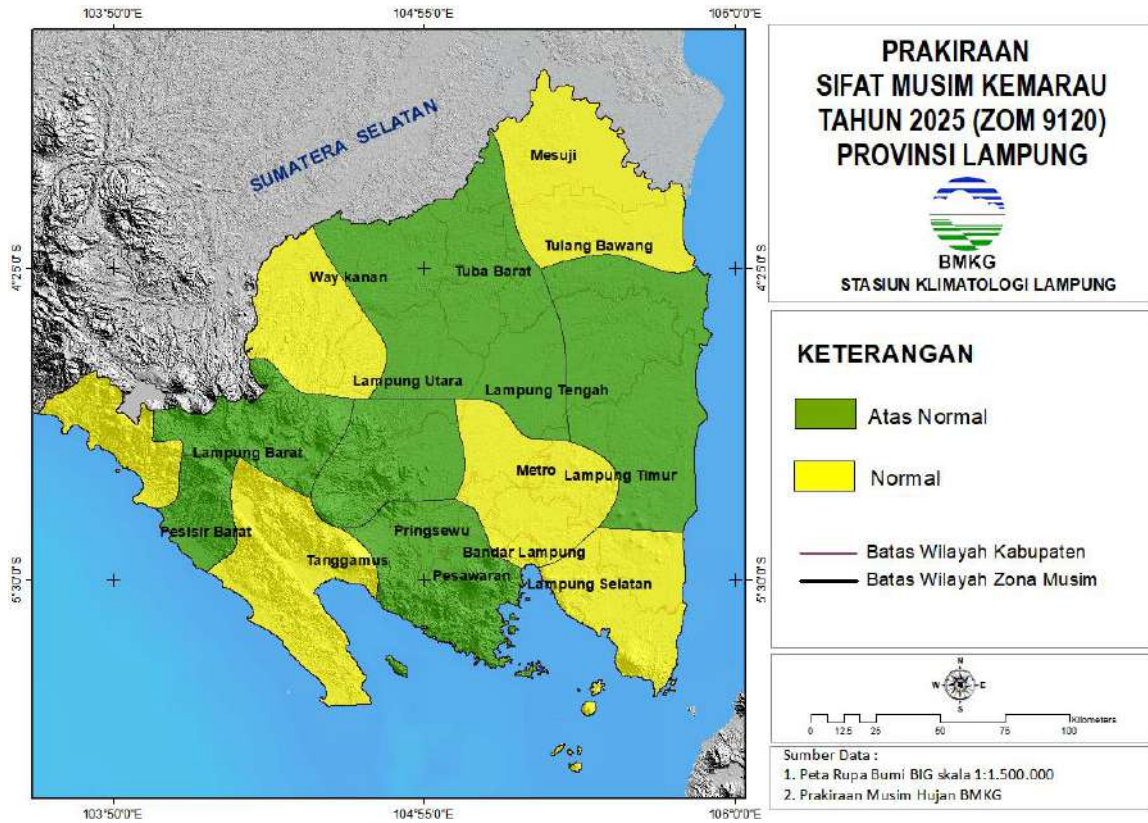 103°50'0"E
104°55'0"E
106°0'0"E
SUMATERA SELATAN
Mesuji
Tulang Bawang
Way kanan
Tuba Barat
4°25'0"S
4°25'0"S
Lampung Utara
Lampung Tengah
Lampung Barat
Metro
Lampung Timur
Pesisir Barat
Pringsewu
Tanggamus
Bandar Lampung
Pesawaran
Lampung Selatan
5°30'0"S
5°30'0"S
103°50'0"E
104°55'0"E
106°0'0"E
PRAKIRAAN
SIFAT MUSIM KEMARAU
TAHUN 2025 (ZOM 9120)
PROVINSI LAMPUNG
BMKG
STASIUN KLIMATOLOGI LAMPUNG
KETERANGAN
Atas Normal
Normal
Batas Wilayah Kabupaten
Batas Wilayah Zona Musim
N
W E
S
Kilometers
0 12.5 25 50 75 100
Sumber Data :
1. Peta Rupa Bumi BIG skala 1:1.500.000
2. Prakiraan Musim Hujan BMKG